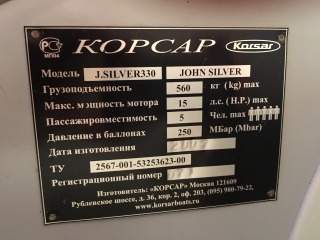 РС
МП04
КОРСАР
Korsar
Модель J.SILVER330 JOHN SILVER
Грузоподъемность 560 кг (kg) max
Макс. мощность мотора 15 л.с. (H.P.) max
Пассажировместимость 5 Чел. max
Давление в баллонах 250 МБар (Mbar)
Дата изготовления
ТУ 2567-001-53253623-00
Регистрационный номер
Изготовитель: «КОРСАР» Москва 121609
Рублевское шоссе, д. 36, кор. 2, оф. 203, (095) 980-79-22,
www.korsarboats.ru